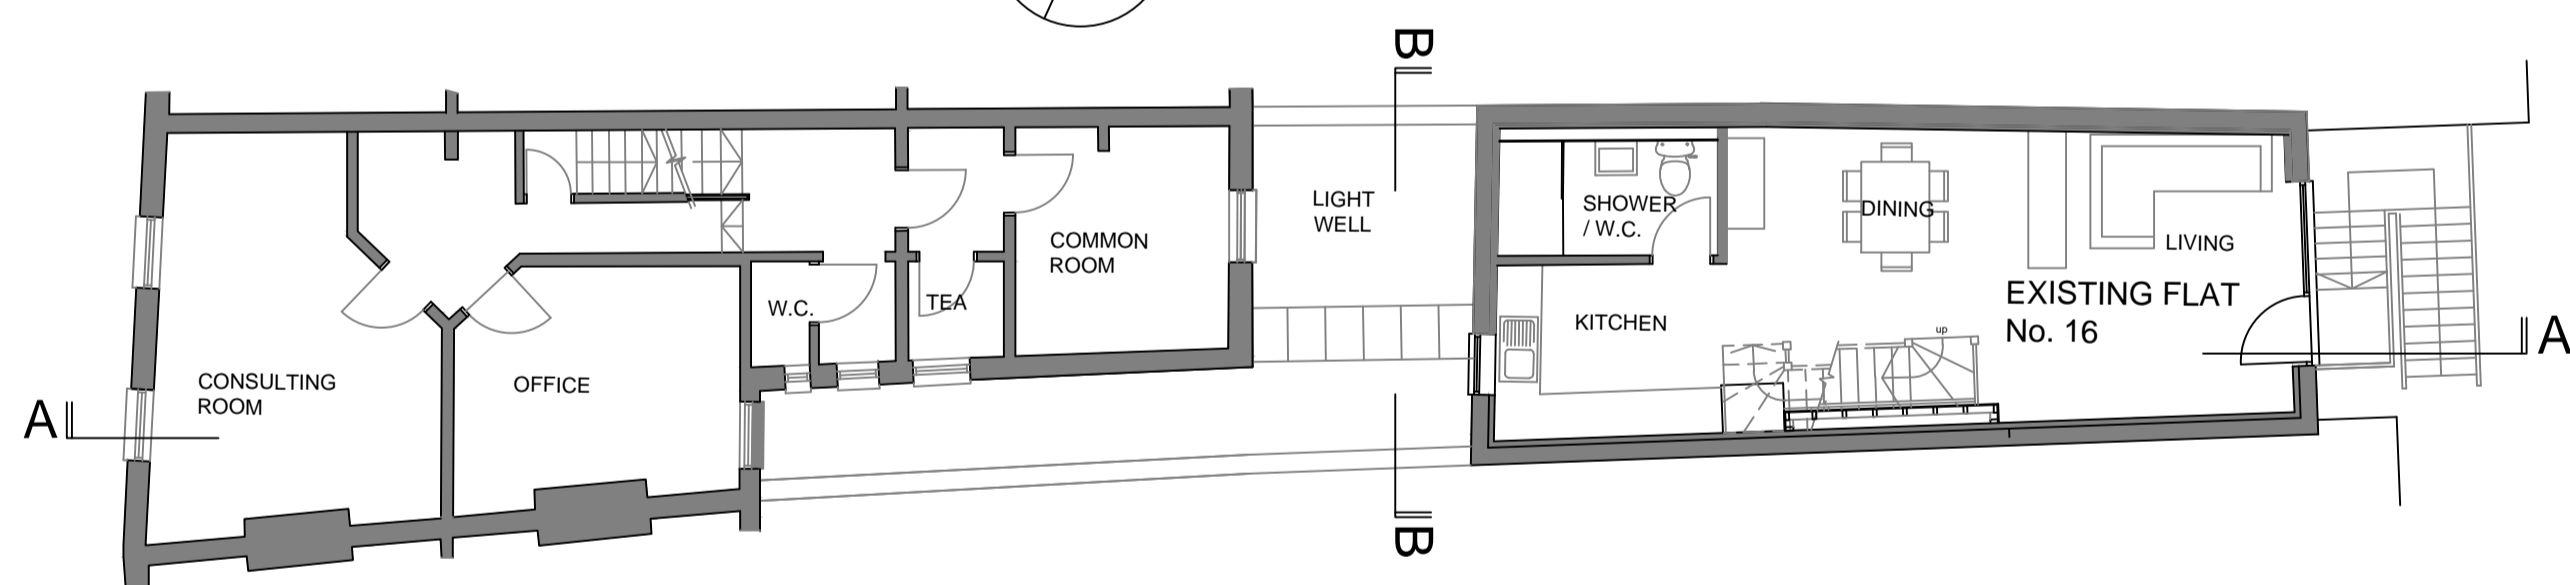 B
LIGHT
WELL
SHOWER
/ W.C.
DINING
LIVING
COMMON
ROOM
EXISTING FLAT
No. 16
W.C.
TEA
KITCHEN
up
A
CONSULTING
ROOM
OFFICE
A
B